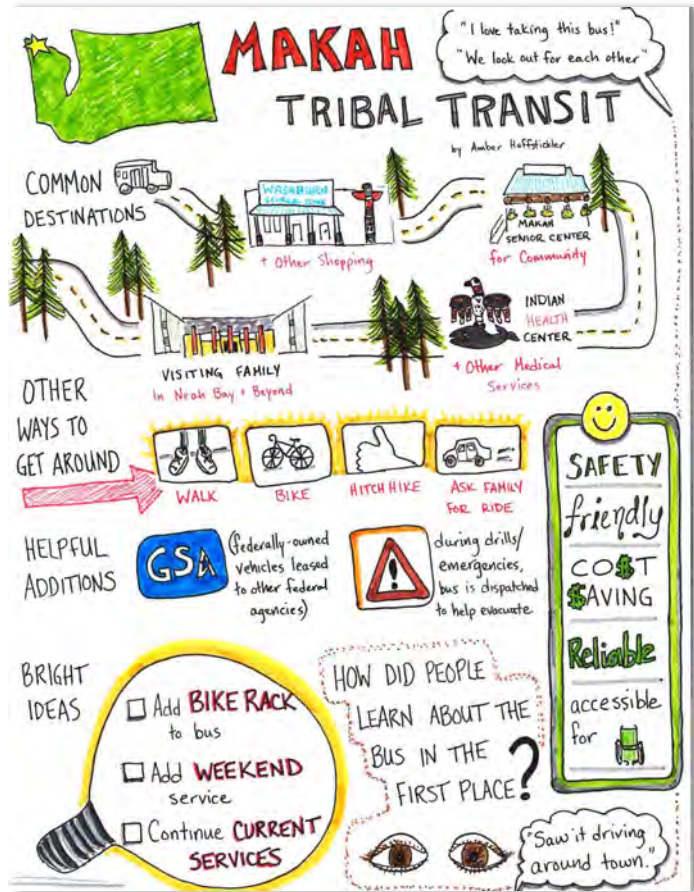 MAKAH
TRIBAL TRANSIT
"I love taking this bus!"
"We look out for each other"
by Amber Hoffstickler
COMMON
DESTINATIONS
WASHBURN
GENERAL STORE
+ Other Shopping
MAKAH
SENIOR CENTER
for Community
INDIAN
HEALTH
CENTER
+ Other Medical
Services
VISITING FAMILY
In Neah Bay + Beyond
OTHER
WAYS TO
GET AROUND
WALK
BIKE
HITCH HIKE
ASK FAMILY
FOR RIDE
HELPFUL
ADDITIONS
GSA
(federally-owned
vehicles leased
to other federal
agencies)
!
during drills/
emergencies,
bus is dispatched
to help evacuate
SAFETY
friendly
CO$T
$AVING
Reliable
accessible
for
BRIGHT
IDEAS
Add BIKE RACK
to bus
Add WEEKEND
service
Continue CURRENT
SERVICES
HOW DID PEOPLE
LEARN ABOUT THE
BUS IN THE
FIRST PLACE?
"Saw it driving
around town."